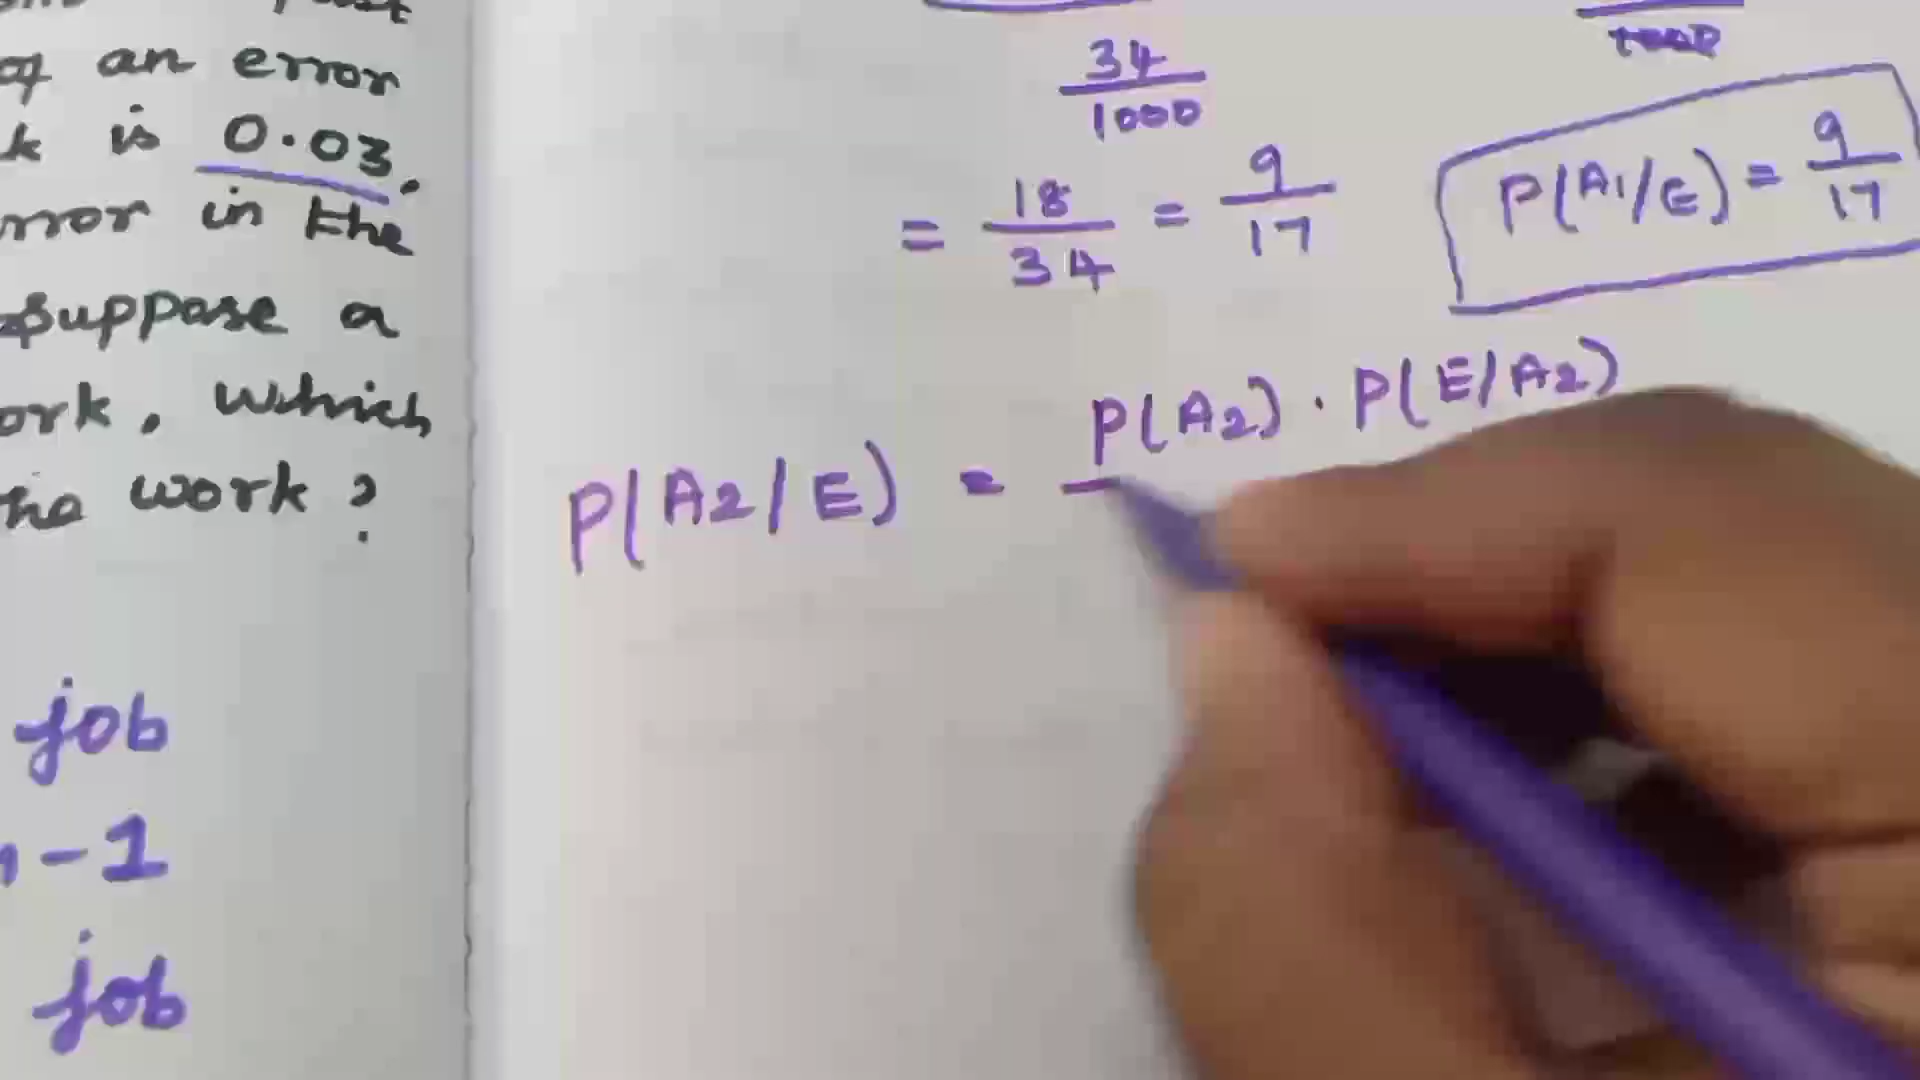 of an error
k is 0.03.
error in the
suppose a
ork. which
the work?
job
n-1
job
34
1000
= 18/34 = 9/17
P(A1/E) = 9/17
P(A2/E) = P(A2) · P(E/A2)